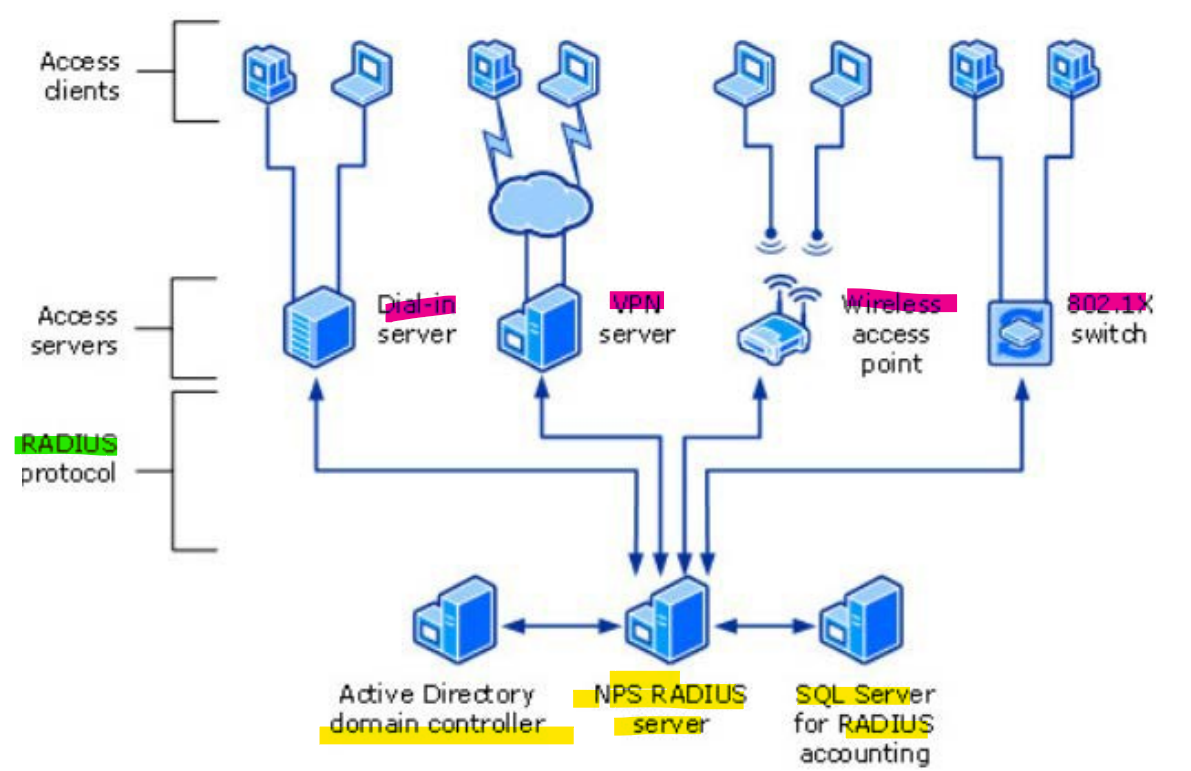 Access
clients
Access
servers
Dial-in
server
VPN
server
Wireless
access
point
802.1X
switch
RADIUS
protocol
Active Directory
domain controller
NPS RADIUS
server
SQL Server
for RADIUS
accounting